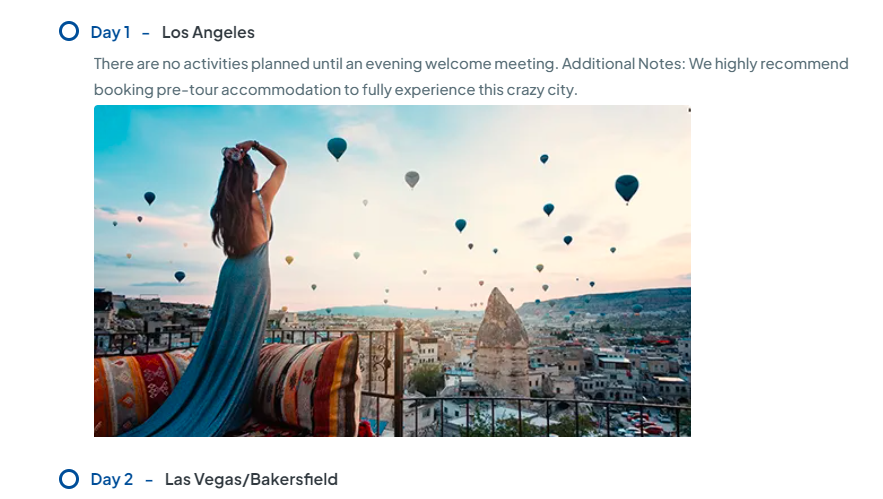 Day 1 - Los Angeles
There are no activities planned until an evening welcome meeting. Additional Notes: We highly recommend
booking pre-tour accommodation to fully experience this crazy city.
Day 2 - Las Vegas/Bakersfield